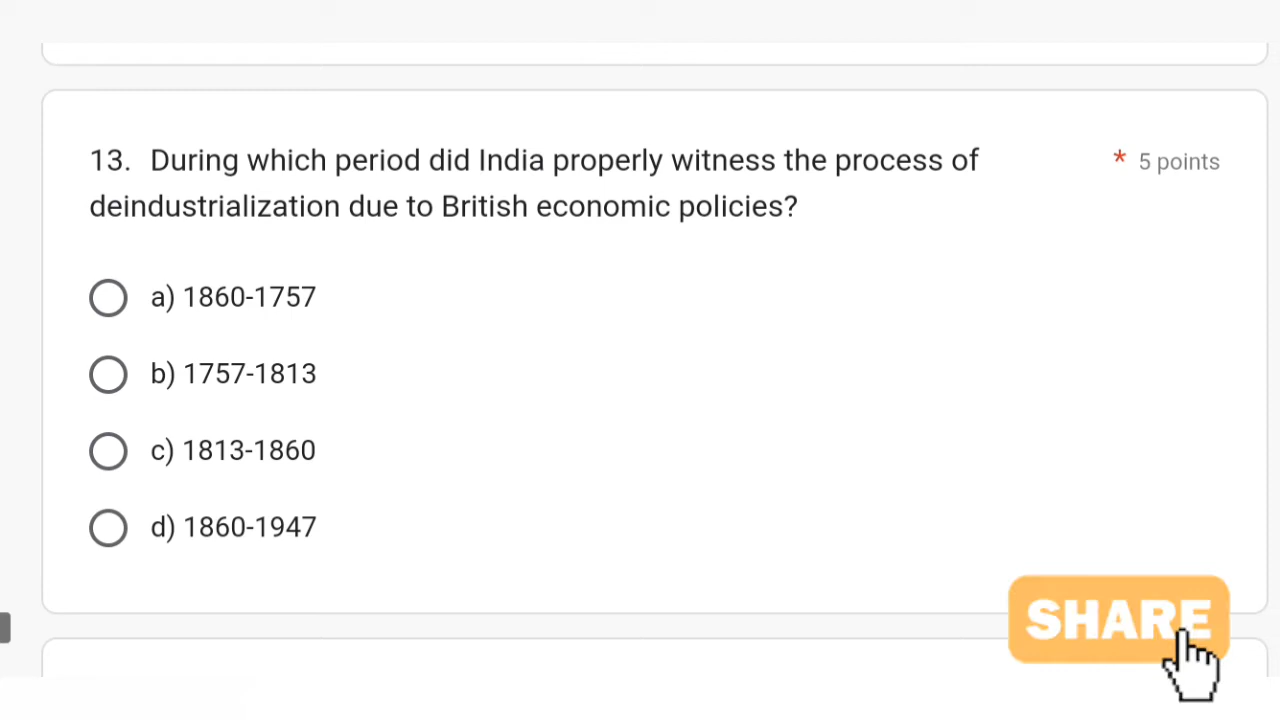 13. During which period did India properly witness the process of
deindustrialization due to British economic policies?
* 5 points
a) 1860-1757
b) 1757-1813
c) 1813-1860
d) 1860-1947
SHARE